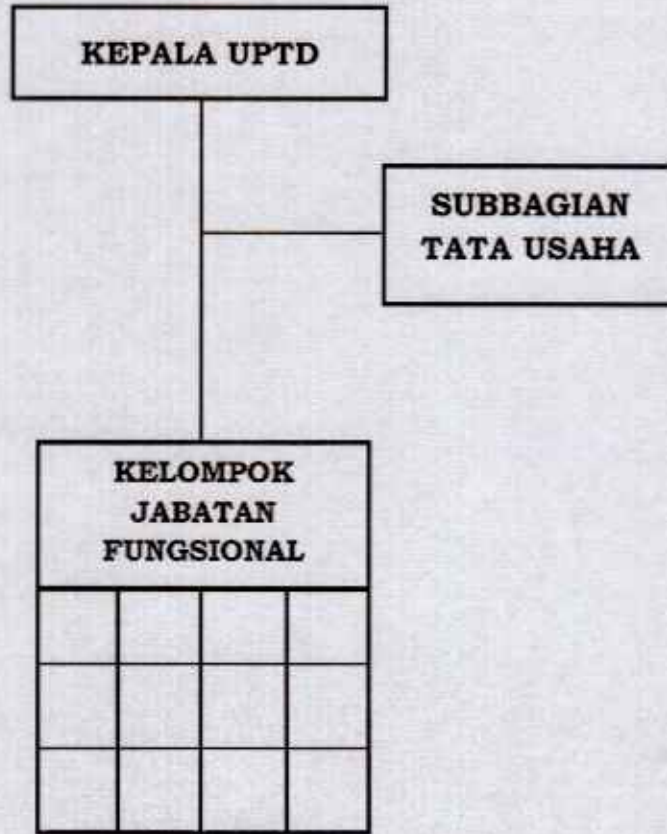 KEPALA UPTD
SUBBAGIAN
TATA USAHA
KELOMPOK
JABATAN
FUNGSIONAL